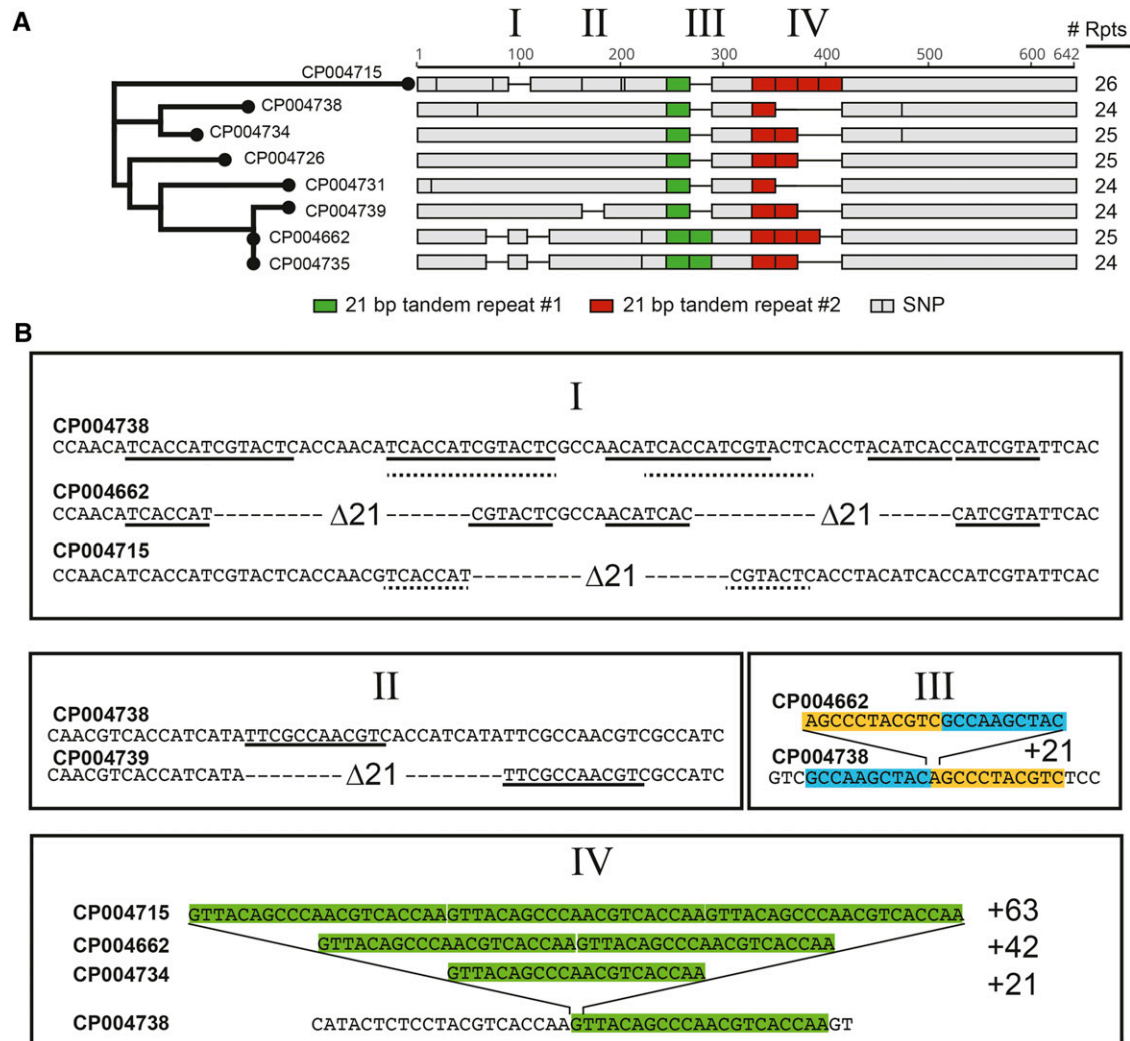 A
I II III IV
# Rpts
1 100 200 300 400 500 600 642
CP004715 26
CP004738 24
CP004734 25
CP004726 25
CP004731 24
CP004739 24
CP004662 25
CP004735 24
21 bp tandem repeat #1 21 bp tandem repeat #2 SNP
B
I
CP004738
CCAACATCACCATCGTACTCACCAACATCACCATCGTACTCGCCAACATCACCATCGTACTCACCTACATCACCATCGTATTCAC
CP004662
CCAACATCACCAT--------- Δ21 -------CGTACTCGCCAACATCAC--------- Δ21 -------CATCGTATTCAC
CP004715
CCAACATCACCATCGTACTCACCAACGTCACCAT--------- Δ21 -------CGTACTCACCTACATCACCATCGTATTCAC
II
CP004738
CAACGTCACCATCATATTCGCCAACGTCACCATCATATTCGCCAACGTCGCCATC
CP004739
CAACGTCACCATCATA-------- Δ21 --------TTCGCCAACGTCGCCATC
III
CP004662
AGCCCTACGTCGCCAAGCTAC
+21
CP004738
GTCGCCAAGCTACAGCCCTACGTCTCC
IV
CP004715 GTTACAGCCCAACGTCACCAAGTTACAGCCCAACGTCACCAAGTTACAGCCCAACGTCACCAA +63
CP004662 GTTACAGCCCAACGTCACCAAGTTACAGCCCAACGTCACCAA +42
CP004734 GTTACAGCCCAACGTCACCAA +21
CP004738 CATACTCTCCTACGTCACCAAGTTACAGCCCAACGTCACCAAGT